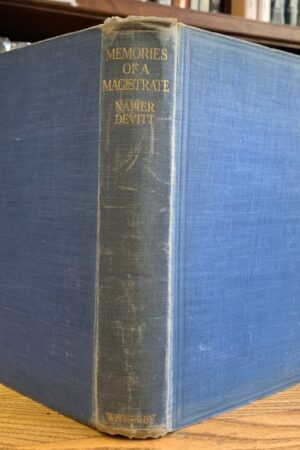 MEMORIES
OF A
MAGISTRATE
NAPIER
DEVITT
WITHERBY